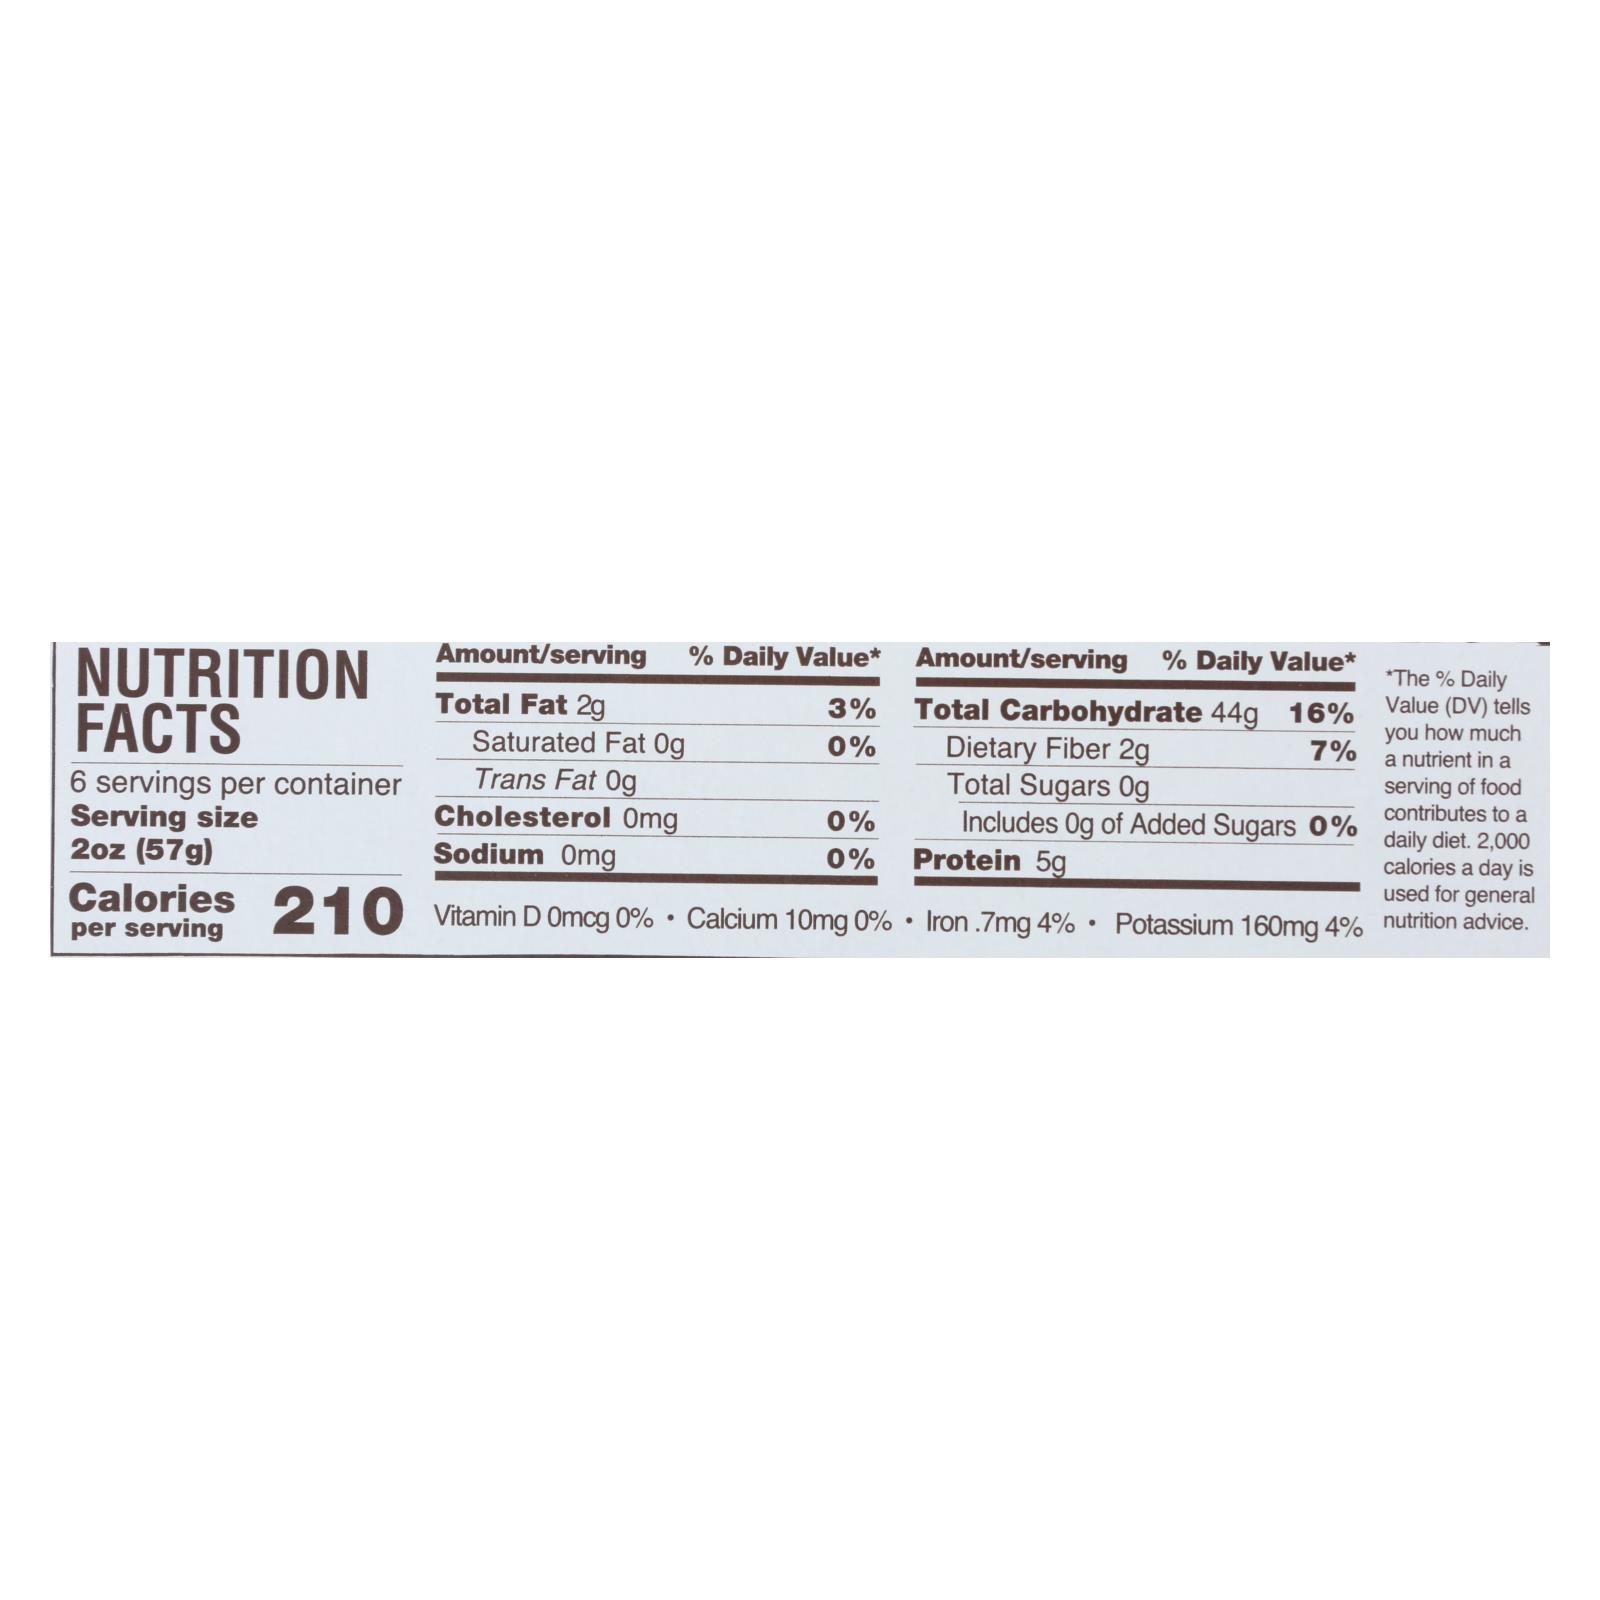 NUTRITION
FACTS
6 servings per container
Serving size
2oz (57g)
Calories
per serving 210
Amount/serving % Daily Value*
Total Fat 2g 3%
Saturated Fat 0g 0%
Trans Fat 0g
Cholesterol 0mg 0%
Sodium 0mg 0%
Amount/serving % Daily Value*
Total Carbohydrate 44g 16%
Dietary Fiber 2g 7%
Total Sugars 0g
Includes 0g of Added Sugars 0%
Protein 5g
Vitamin D 0mcg 0% • Calcium 10mg 0% • Iron .7mg 4% • Potassium 160mg 4%
*The % Daily
Value (DV) tells
you how much
a nutrient in a
serving of food
contributes to a
daily diet. 2,000
calories a day is
used for general
nutrition advice.